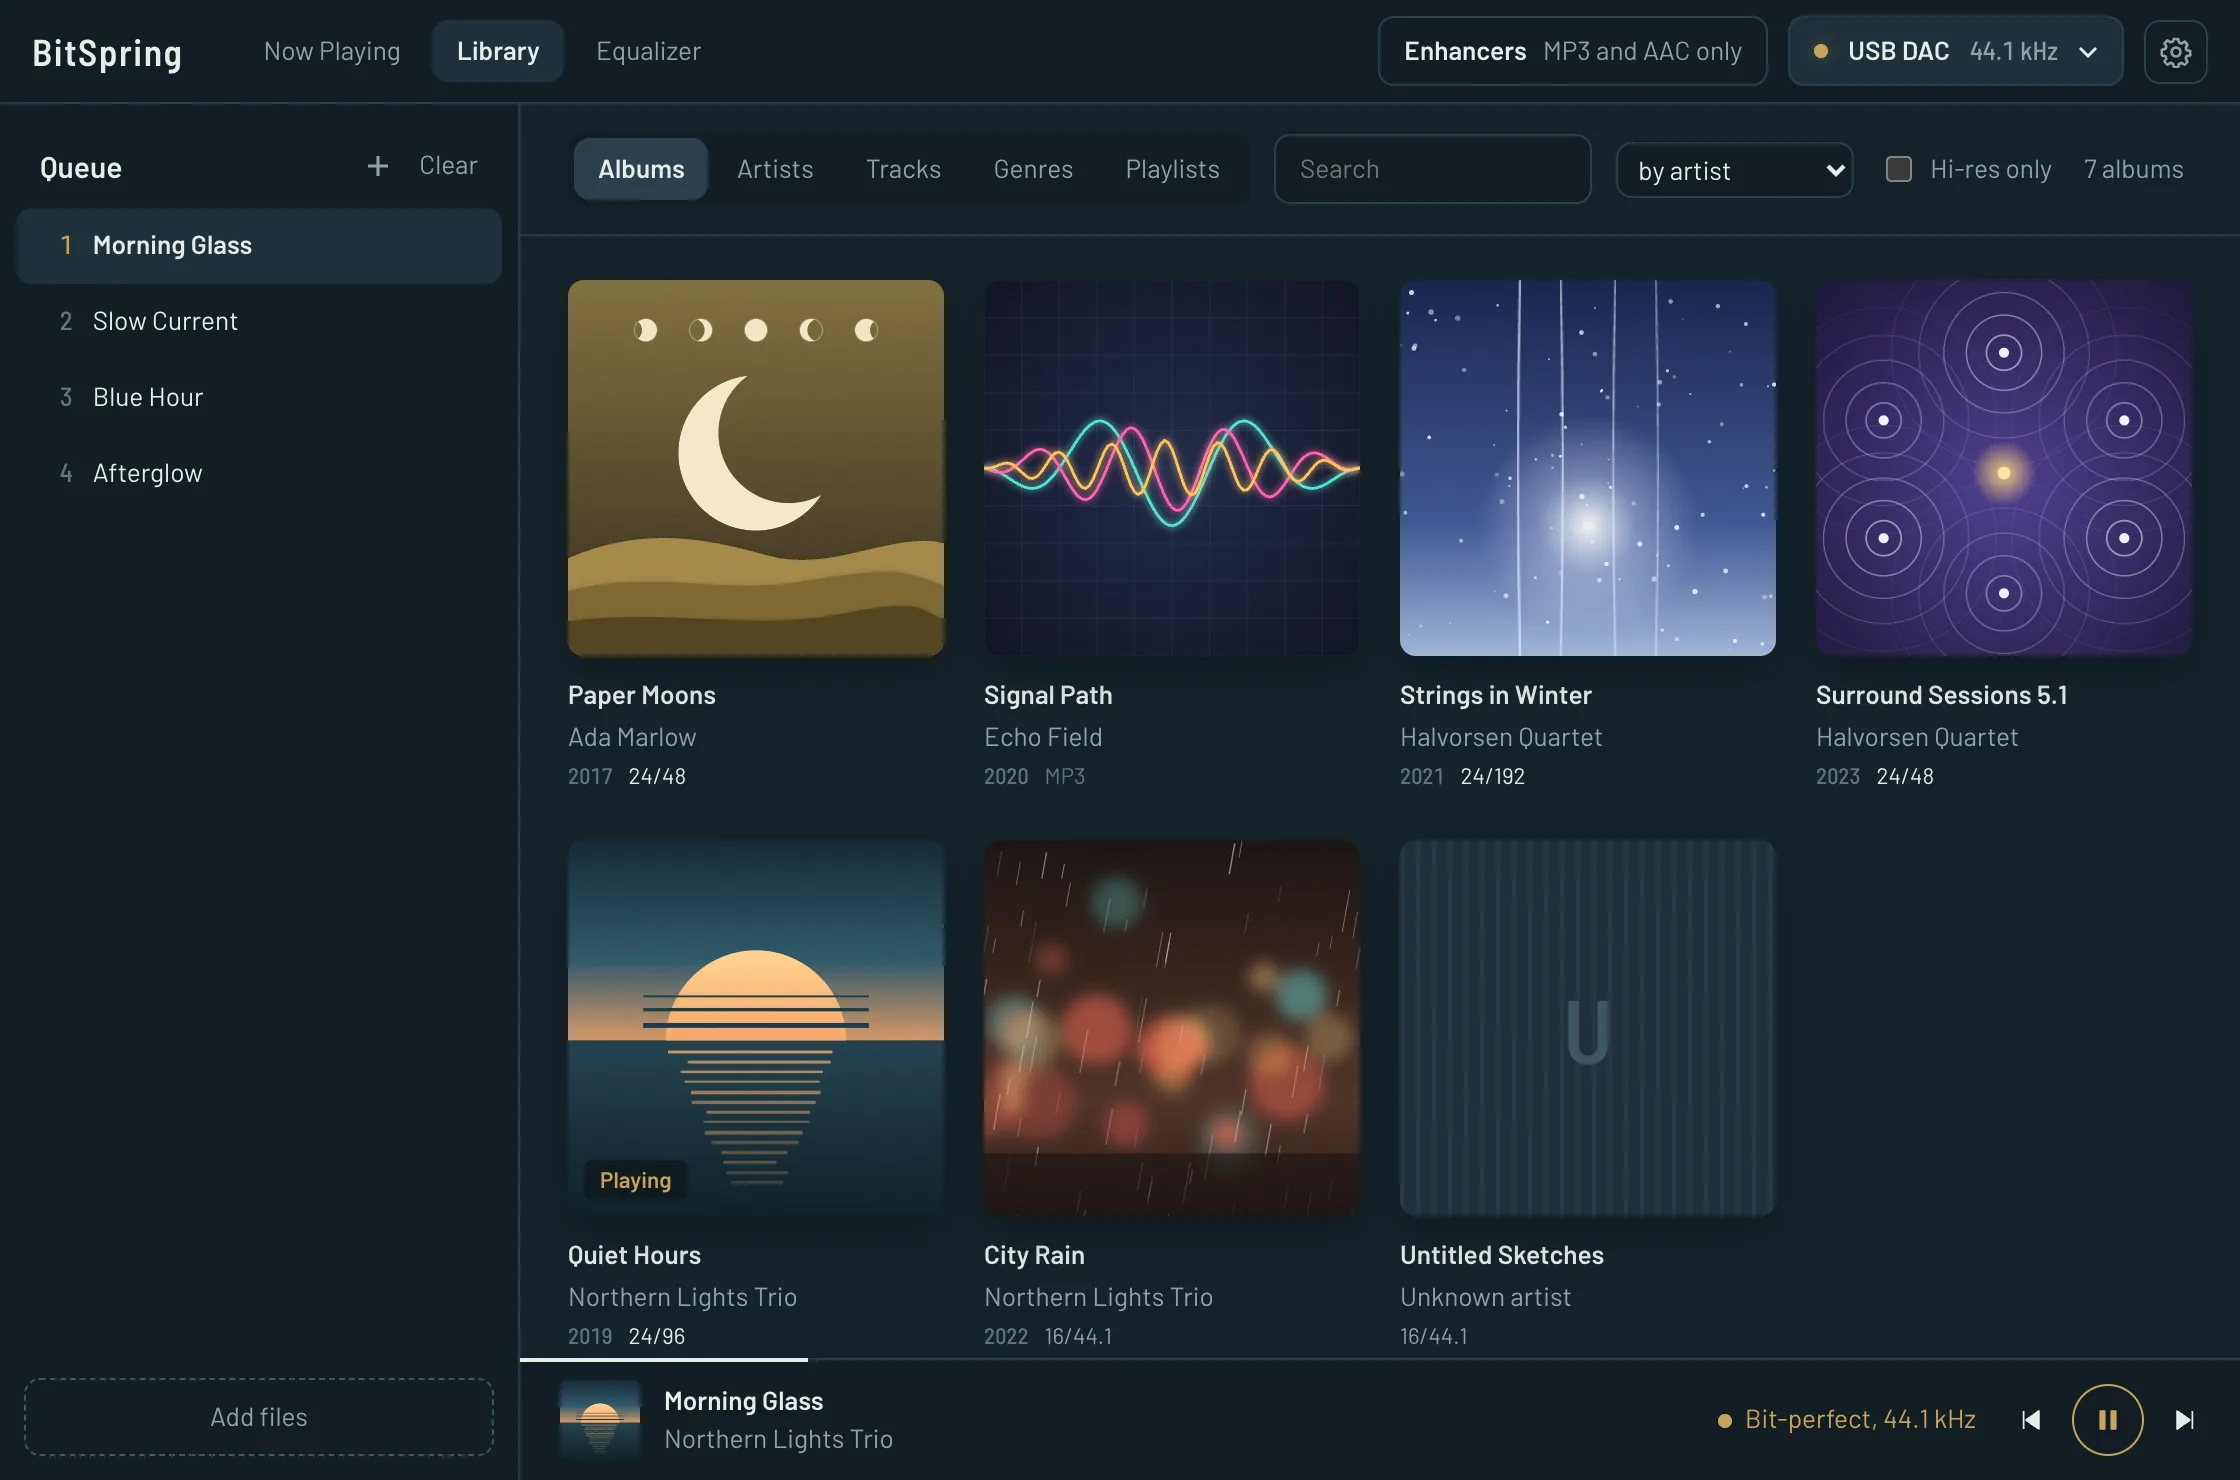 BitSpring
Now Playing
Library
Equalizer
Enhancers MP3 and AAC only
USB DAC 44.1 kHz
Queue
+ Clear
1 Morning Glass
2 Slow Current
3 Blue Hour
4 Afterglow
Add files
Albums
Artists
Tracks
Genres
Playlists
Search
by artist
Hi-res only
7 albums
Paper Moons
Ada Marlow
2017 24/48
Signal Path
Echo Field
2020 MP3
Strings in Winter
Halvorsen Quartet
2021 24/192
Surround Sessions 5.1
Halvorsen Quartet
2023 24/48
Playing
Quiet Hours
Northern Lights Trio
2019 24/96
City Rain
Northern Lights Trio
2022 16/44.1
U
Untitled Sketches
Unknown artist
16/44.1
Morning Glass
Northern Lights Trio
Bit-perfect, 44.1 kHz